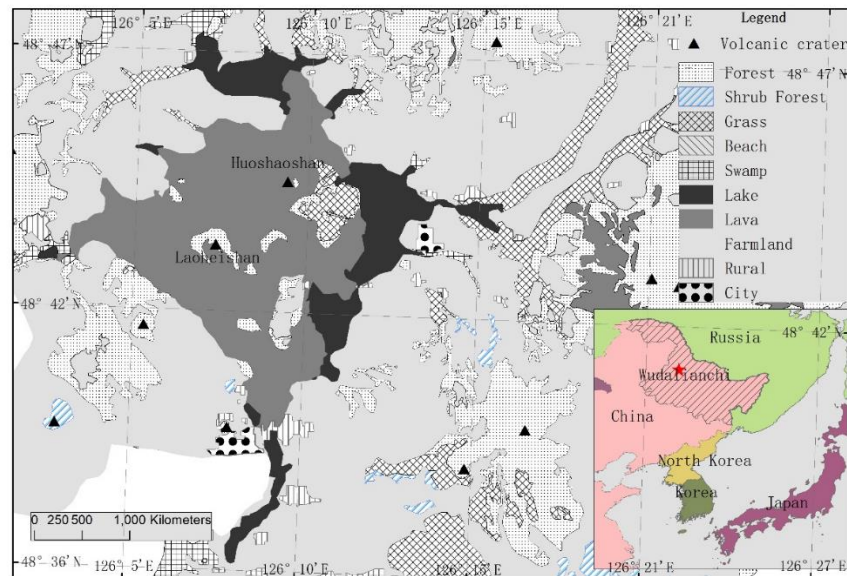 126° 5'E
126° 10'E
126° 15'E
126° 21'E
Legend
48° 47'N
Volcanic crater
Forest
48° 47'N
Shrub Forest
Grass
Beach
Swamp
Lake
Lava
Farmland
Rural
City
Huoshaoshan
Laoheishan
48° 42'N
48° 42'N
Russia
Wudalianchi
China
North Korea
Korea
Japan
0 250 500 1,000 Kilometers
48° 36'N
126° 5'E
126° 10'E
126° 15'E
126° 21'E
126° 27'E